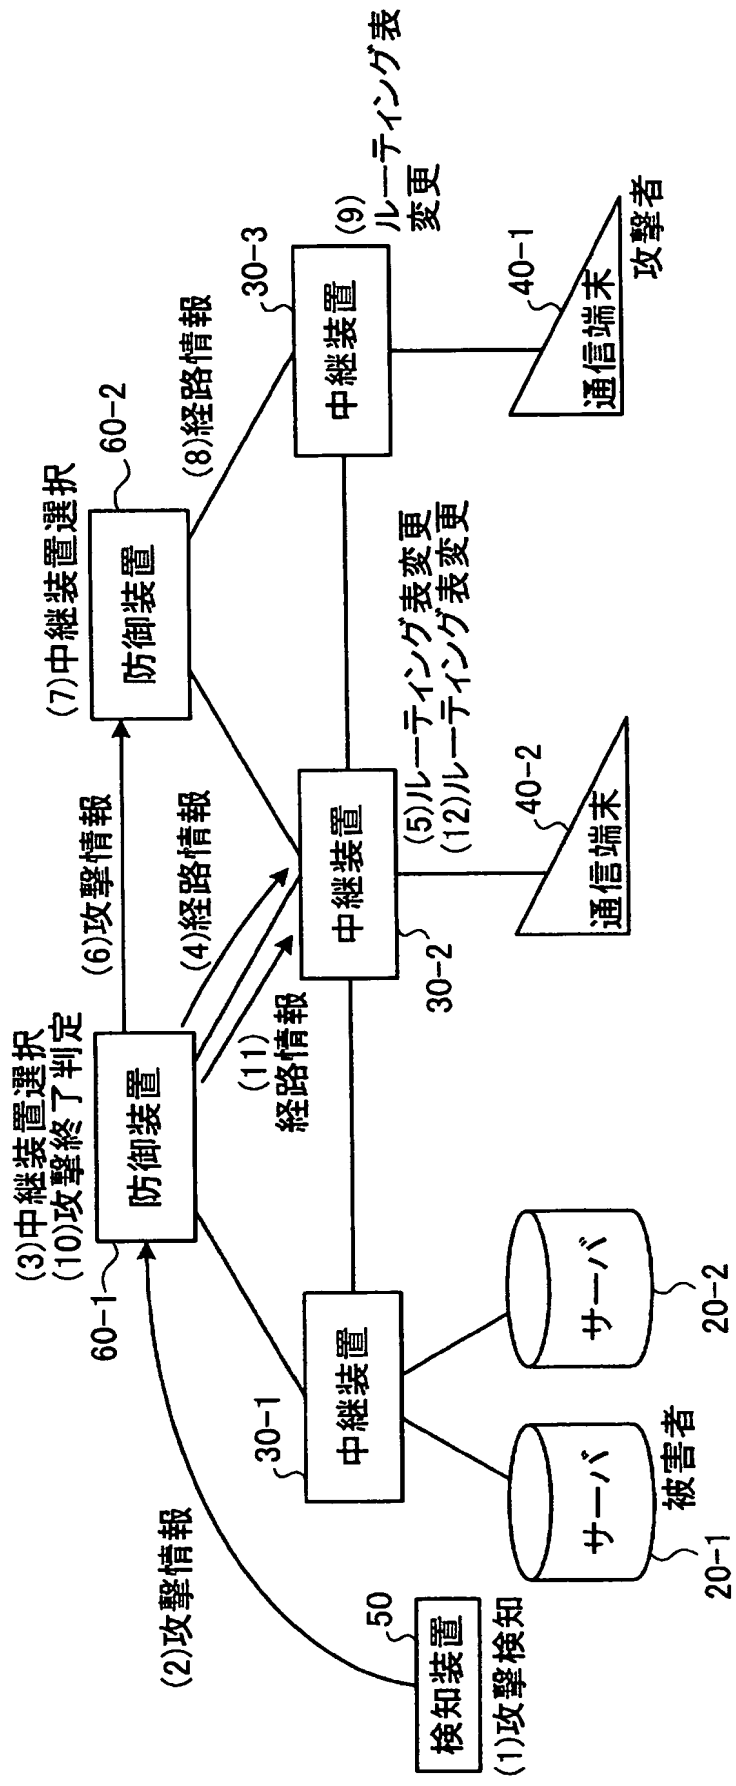 (3)中継装置選択
(10)攻撃終了判定
60-1
防御装置
(2)攻撃情報
(6)攻撃情報
(7)中継装置選択
60-2
防御装置
(4)経路情報
(11)
経路情報
(8)経路情報
50
検知装置
(1)攻撃検知
30-1
中継装置
30-2
中継装置
(5)ルーティング表変更
(12)ルーティング表変更
30-3
中継装置
(9)
ルーティング表
変更
20-1
サーバ
被害者
20-2
サーバ
40-2
通信端末
40-1
通信端末
攻撃者